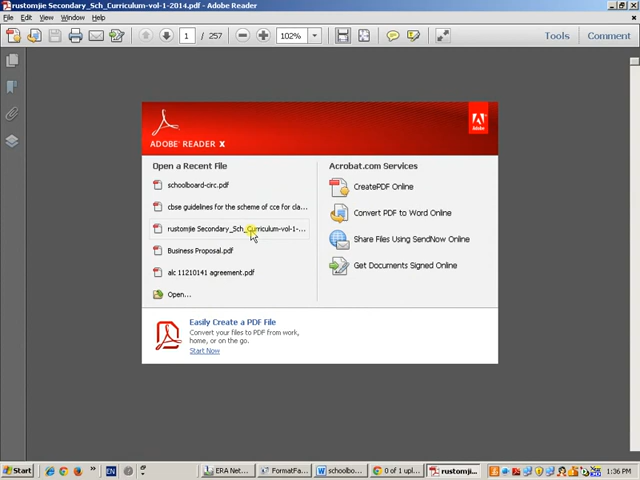 rustomjie Secondary_Sch_Curriculum-vol-1-2014.pdf - Adobe Reader
File Edit View Window Help
1 / 257 102% Tools Comment
ADOBE® READER X
Adobe
Open a Recent File
schoolboard-circ.pdf
cbse guidelines for the scheme of cce for cla...
rustomjie Secondary_Sch_Curriculum-vol-1-...
Business Proposal.pdf
alc 11210141 agreement.pdf
Open...
Acrobat.com Services
CreatePDF Online
Convert PDF to Word Online
Share Files Using SendNow Online
Get Documents Signed Online
Easily Create a PDF File
Convert your files to PDF from work,
home, or on the go.
Start Now
Start » EN ERA Net... FormatFa... schoolbo... 0 of 1 upl... rustomji... 1:36 PM